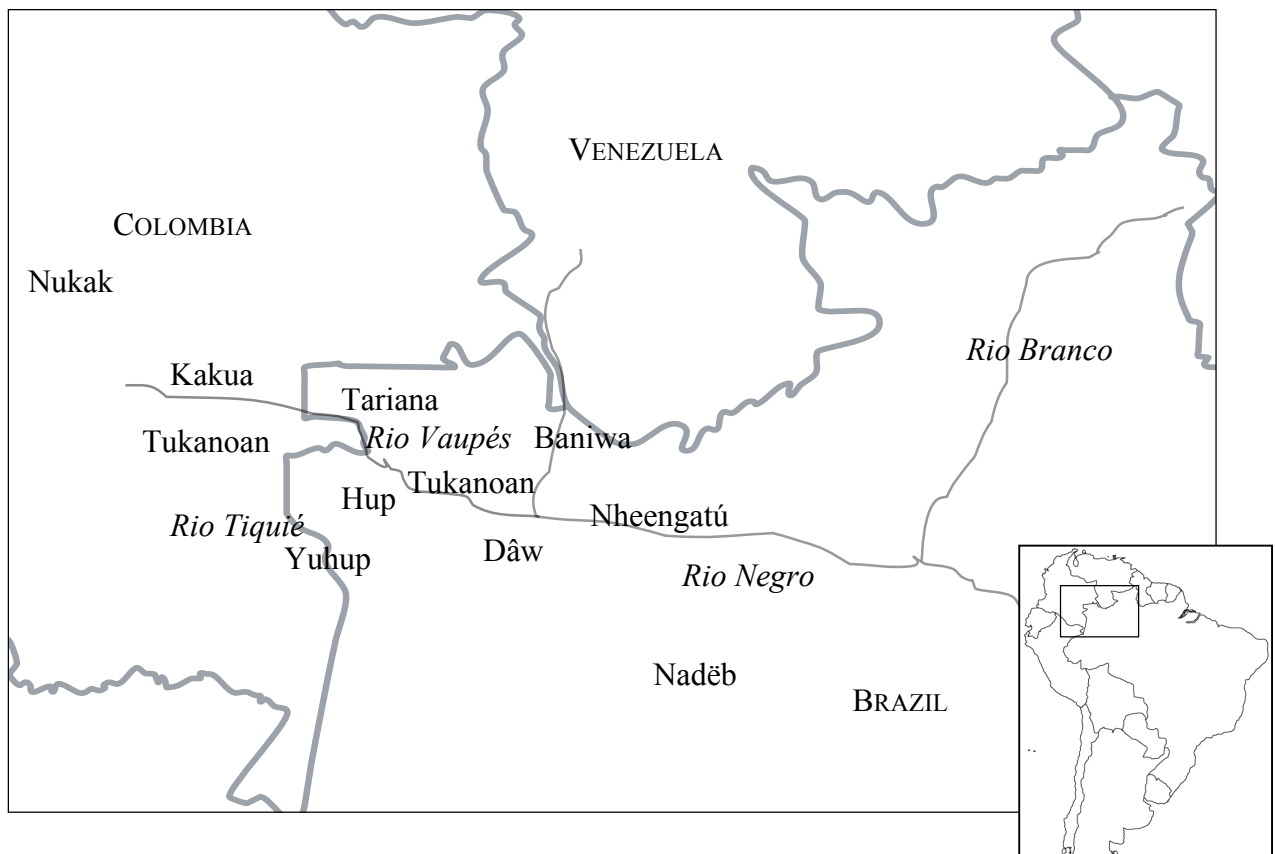 VENEZUELA
COLOMBIA
Nukak
Rio Branco
Kakua
Tariana
Tukanoan
Rio Vaupés
Baniwa
Tukanoan
Hup
Nheengatú
Rio Tiquié
Yuhup
Dâw
Rio Negro
Nadëb
BRAZIL